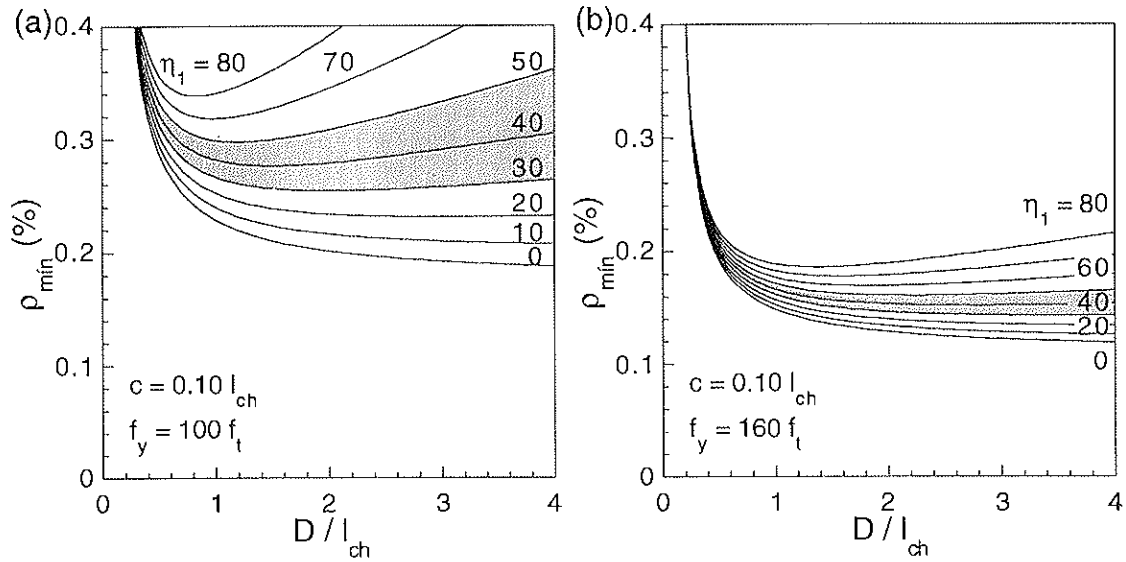 (a)
0.4
0.3
0.2
0.1
0
ρmín (%)
η1 = 80
70
50
40
30
20
10
0
c = 0.10 lch
fy = 100 ft
0
1
2
3
4
D / lch
(b)
0.4
0.3
0.2
0.1
0
ρmín (%)
η1 = 80
60
40
20
0
c = 0.10 lch
fy = 160 ft
0
1
2
3
4
D / lch